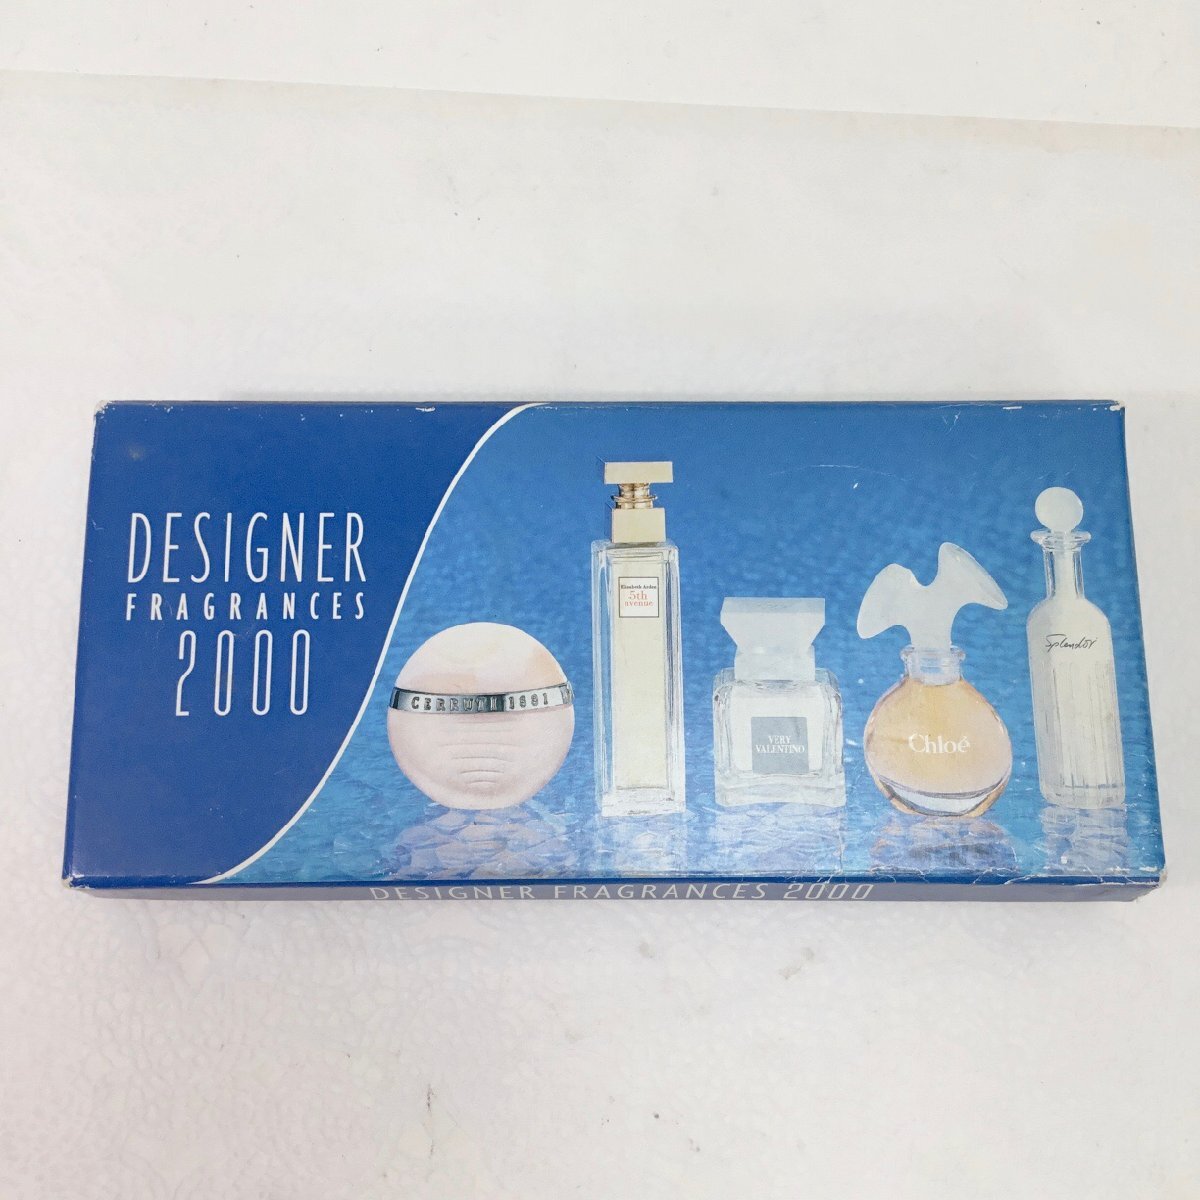 DESIGNER
FRAGRANCES
2000
CERRUTI 1881
Elizabeth Arden
5th
avenue
VERY
VALENTINO
Chloé
Splendor
DESIGNER FRAGRANCES 2000